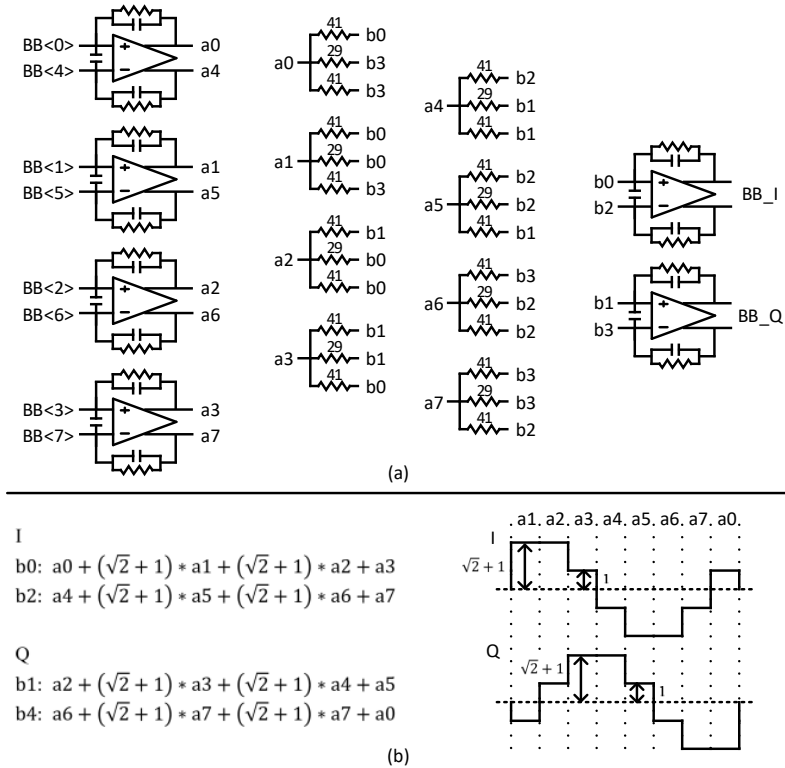 BB<0>
BB<4>
+
−
a0
a4
BB<1>
BB<5>
+
−
a1
a5
BB<2>
BB<6>
+
−
a2
a6
BB<3>
BB<7>
+
−
a3
a7
a0
41
b0
29
b3
41
b3
a1
41
b0
29
b0
41
b3
a2
41
b1
29
b0
41
b0
a3
41
b1
29
b1
41
b0
a4
41
b2
29
b1
41
b1
a5
41
b2
29
b2
41
b1
a6
41
b3
29
b2
41
b2
a7
41
b3
29
b3
41
b2
b0
b2
+
−
BB_I
b1
b3
+
−
BB_Q
(a)
I
b0: a0 + (√2 + 1) * a1 + (√2 + 1) * a2 + a3
b2: a4 + (√2 + 1) * a5 + (√2 + 1) * a6 + a7
Q
b1: a2 + (√2 + 1) * a3 + (√2 + 1) * a4 + a5
b4: a6 + (√2 + 1) * a7 + (√2 + 1) * a7 + a0
a1 a2 a3 a4 a5 a6 a7 a0
I
√2 + 1
1
Q
√2 + 1
1
(b)